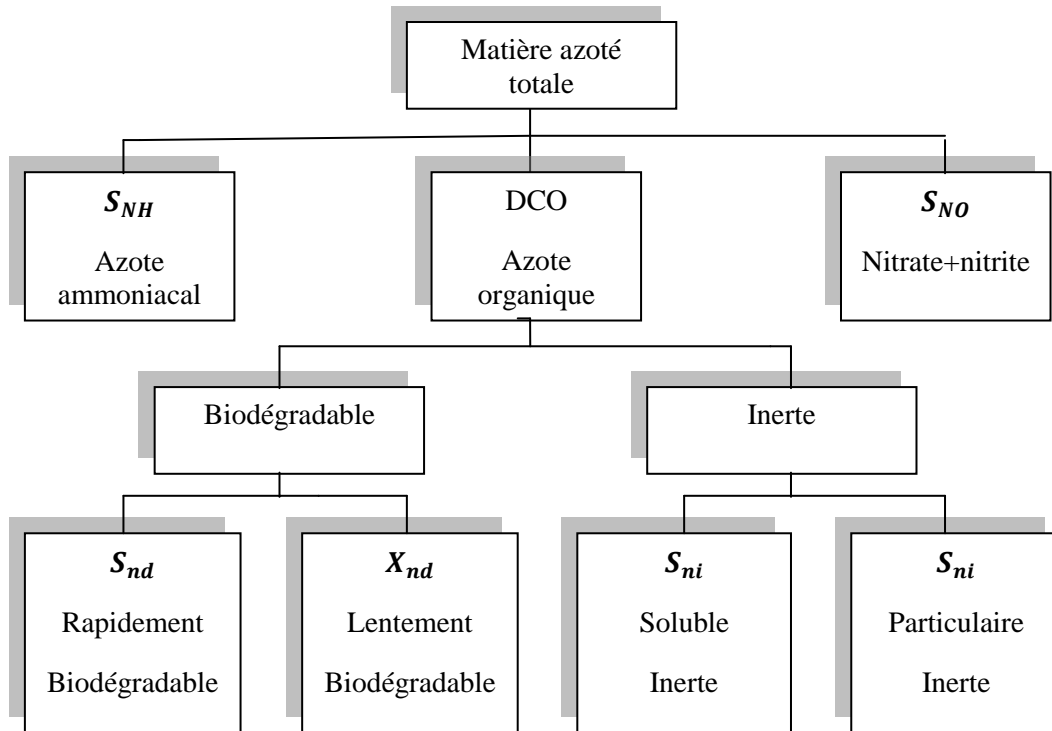 Matière azoté
totale
S_NH
Azote
ammoniacal
DCO
Azote
organique
S_NO
Nitrate+nitrite
Biodégradable
Inerte
S_nd
Rapidement
Biodégradable
X_nd
Lentement
Biodégradable
S_ni
Soluble
Inerte
S_ni
Particulaire
Inerte